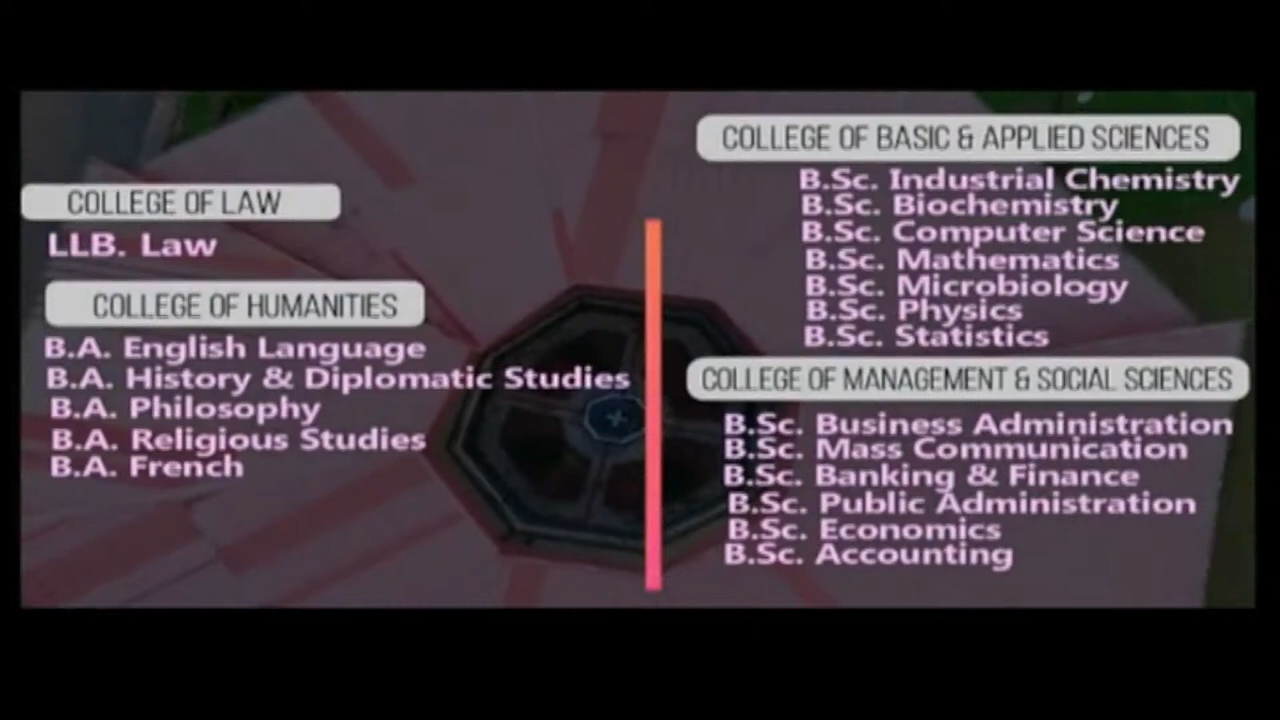 COLLEGE OF LAW
LLB. Law
COLLEGE OF HUMANITIES
B.A. English Language
B.A. History & Diplomatic Studies
B.A. Philosophy
B.A. Religious Studies
B.A. French
COLLEGE OF BASIC & APPLIED SCIENCES
B.Sc. Industrial Chemistry
B.Sc. Biochemistry
B.Sc. Computer Science
B.Sc. Mathematics
B.Sc. Microbiology
B.Sc. Physics
B.Sc. Statistics
COLLEGE OF MANAGEMENT & SOCIAL SCIENCES
B.Sc. Business Administration
B.Sc. Mass Communication
B.Sc. Banking & Finance
B.Sc. Public Administration
B.Sc. Economics
B.Sc. Accounting